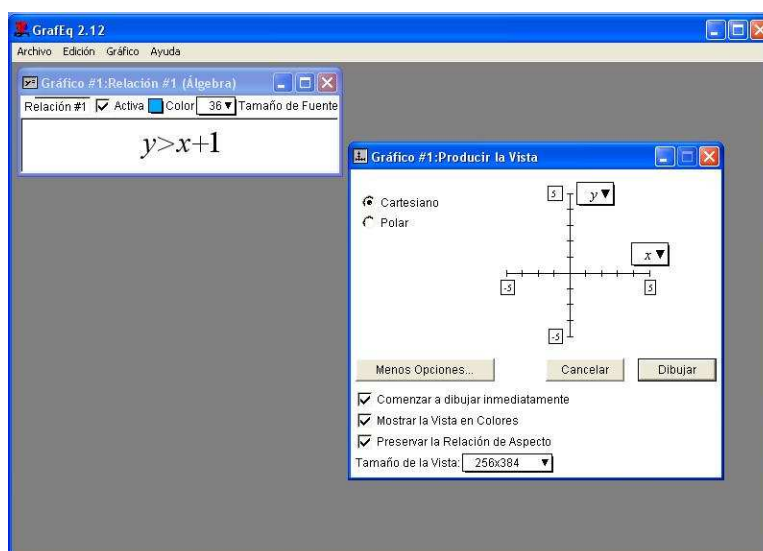 GrafEq 2.12
Archivo Edición Gráfico Ayuda
Gráfico #1:Relación #1 (Álgebra)
Relación #1 Activa Color 36 Tamaño de Fuente
y>x+1
Gráfico #1:Producir la Vista
Cartesiano
Polar
5 y
x
-5 5
-5
Menos Opciones... Cancelar Dibujar
Comenzar a dibujar inmediatamente
Mostrar la Vista en Colores
Preservar la Relación de Aspecto
Tamaño de la Vista: 256x384